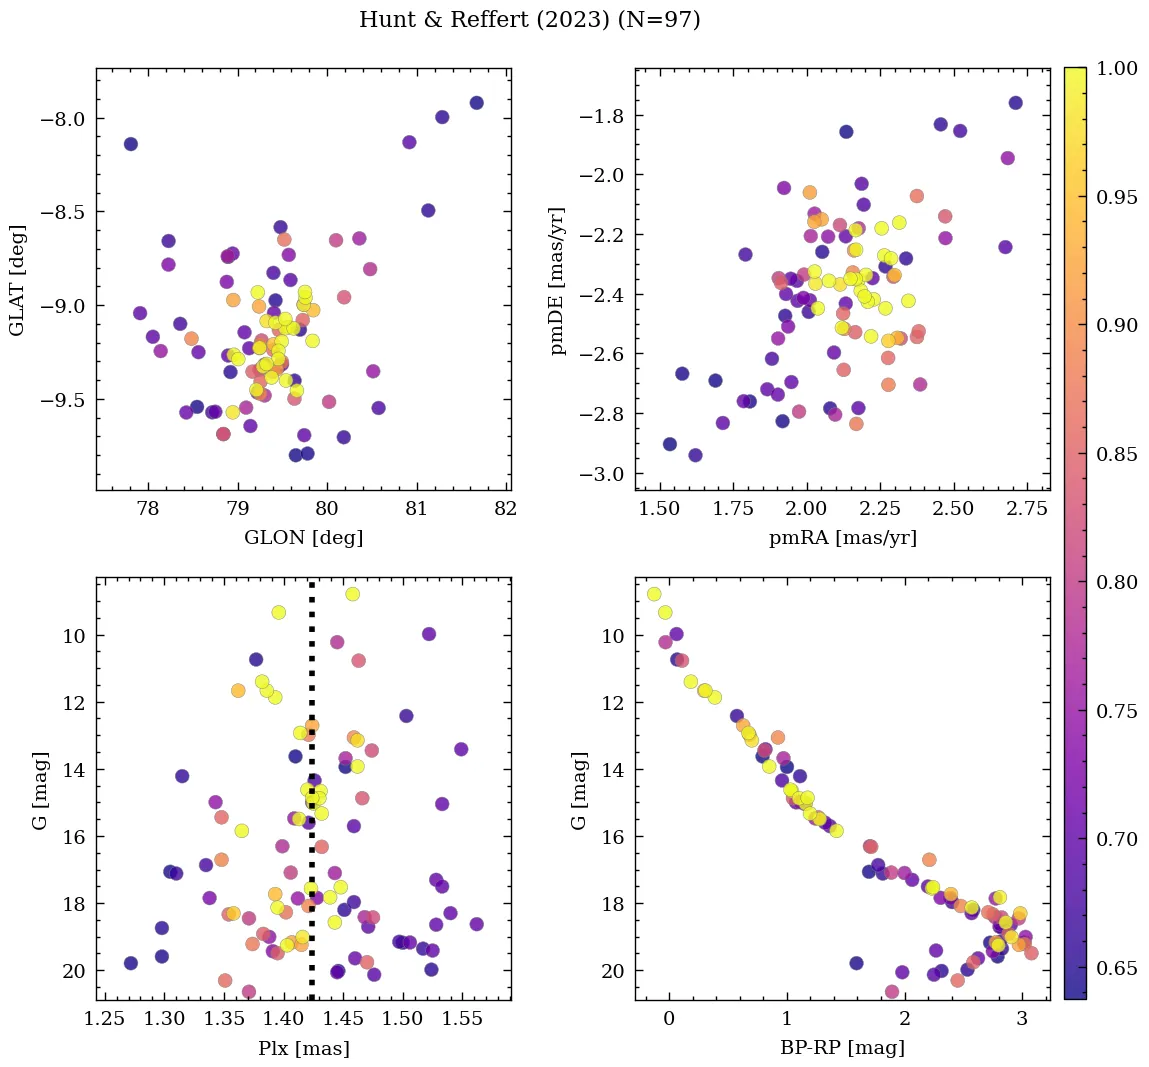 Hunt & Reffert (2023) (N=97)
GLAT [deg]
−8.0
−8.5
−9.0
−9.5
78 79 80 81 82
GLON [deg]
pmDE [mas/yr]
−1.8
−2.0
−2.2
−2.4
−2.6
−2.8
−3.0
1.50 1.75 2.00 2.25 2.50 2.75
pmRA [mas/yr]
1.00
0.95
0.90
0.85
0.80
0.75
0.70
0.65
G [mag]
10
12
14
16
18
20
1.25 1.30 1.35 1.40 1.45 1.50 1.55
Plx [mas]
G [mag]
10
12
14
16
18
20
0 1 2 3
BP-RP [mag]